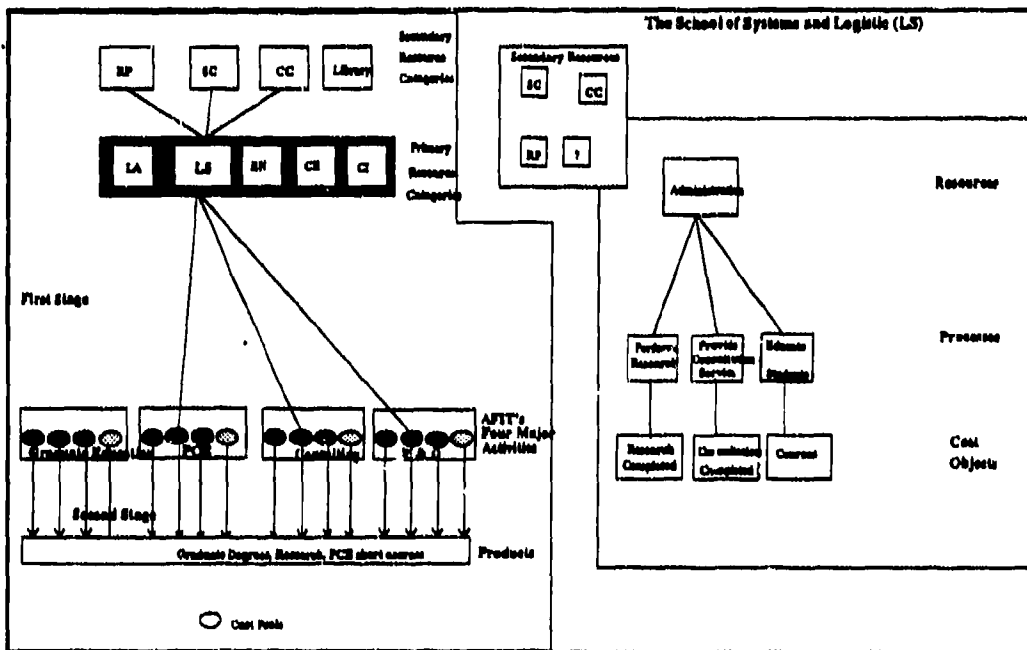 The School of Systems and Logistic (LS)
Secondary
Resource
Categories
RP
SC
CC
Library
Primary
Resource
Categories
LA
LS
EN
CE
CI
First Stage
AFIT's
Four Major
Activities
Graduate Education
PCE
Consulting
Second Stage
Graduate Degrees, Research, PCE short courses
Products
Cost Pools
Secondary Resources
SC
CC
RP
?
Administration
Resources
Perform
Research
Provide
Consultation
Service
Educate
Students
Processes
Research
Completed
Consultation
Completed
Courses
Cost
Objects